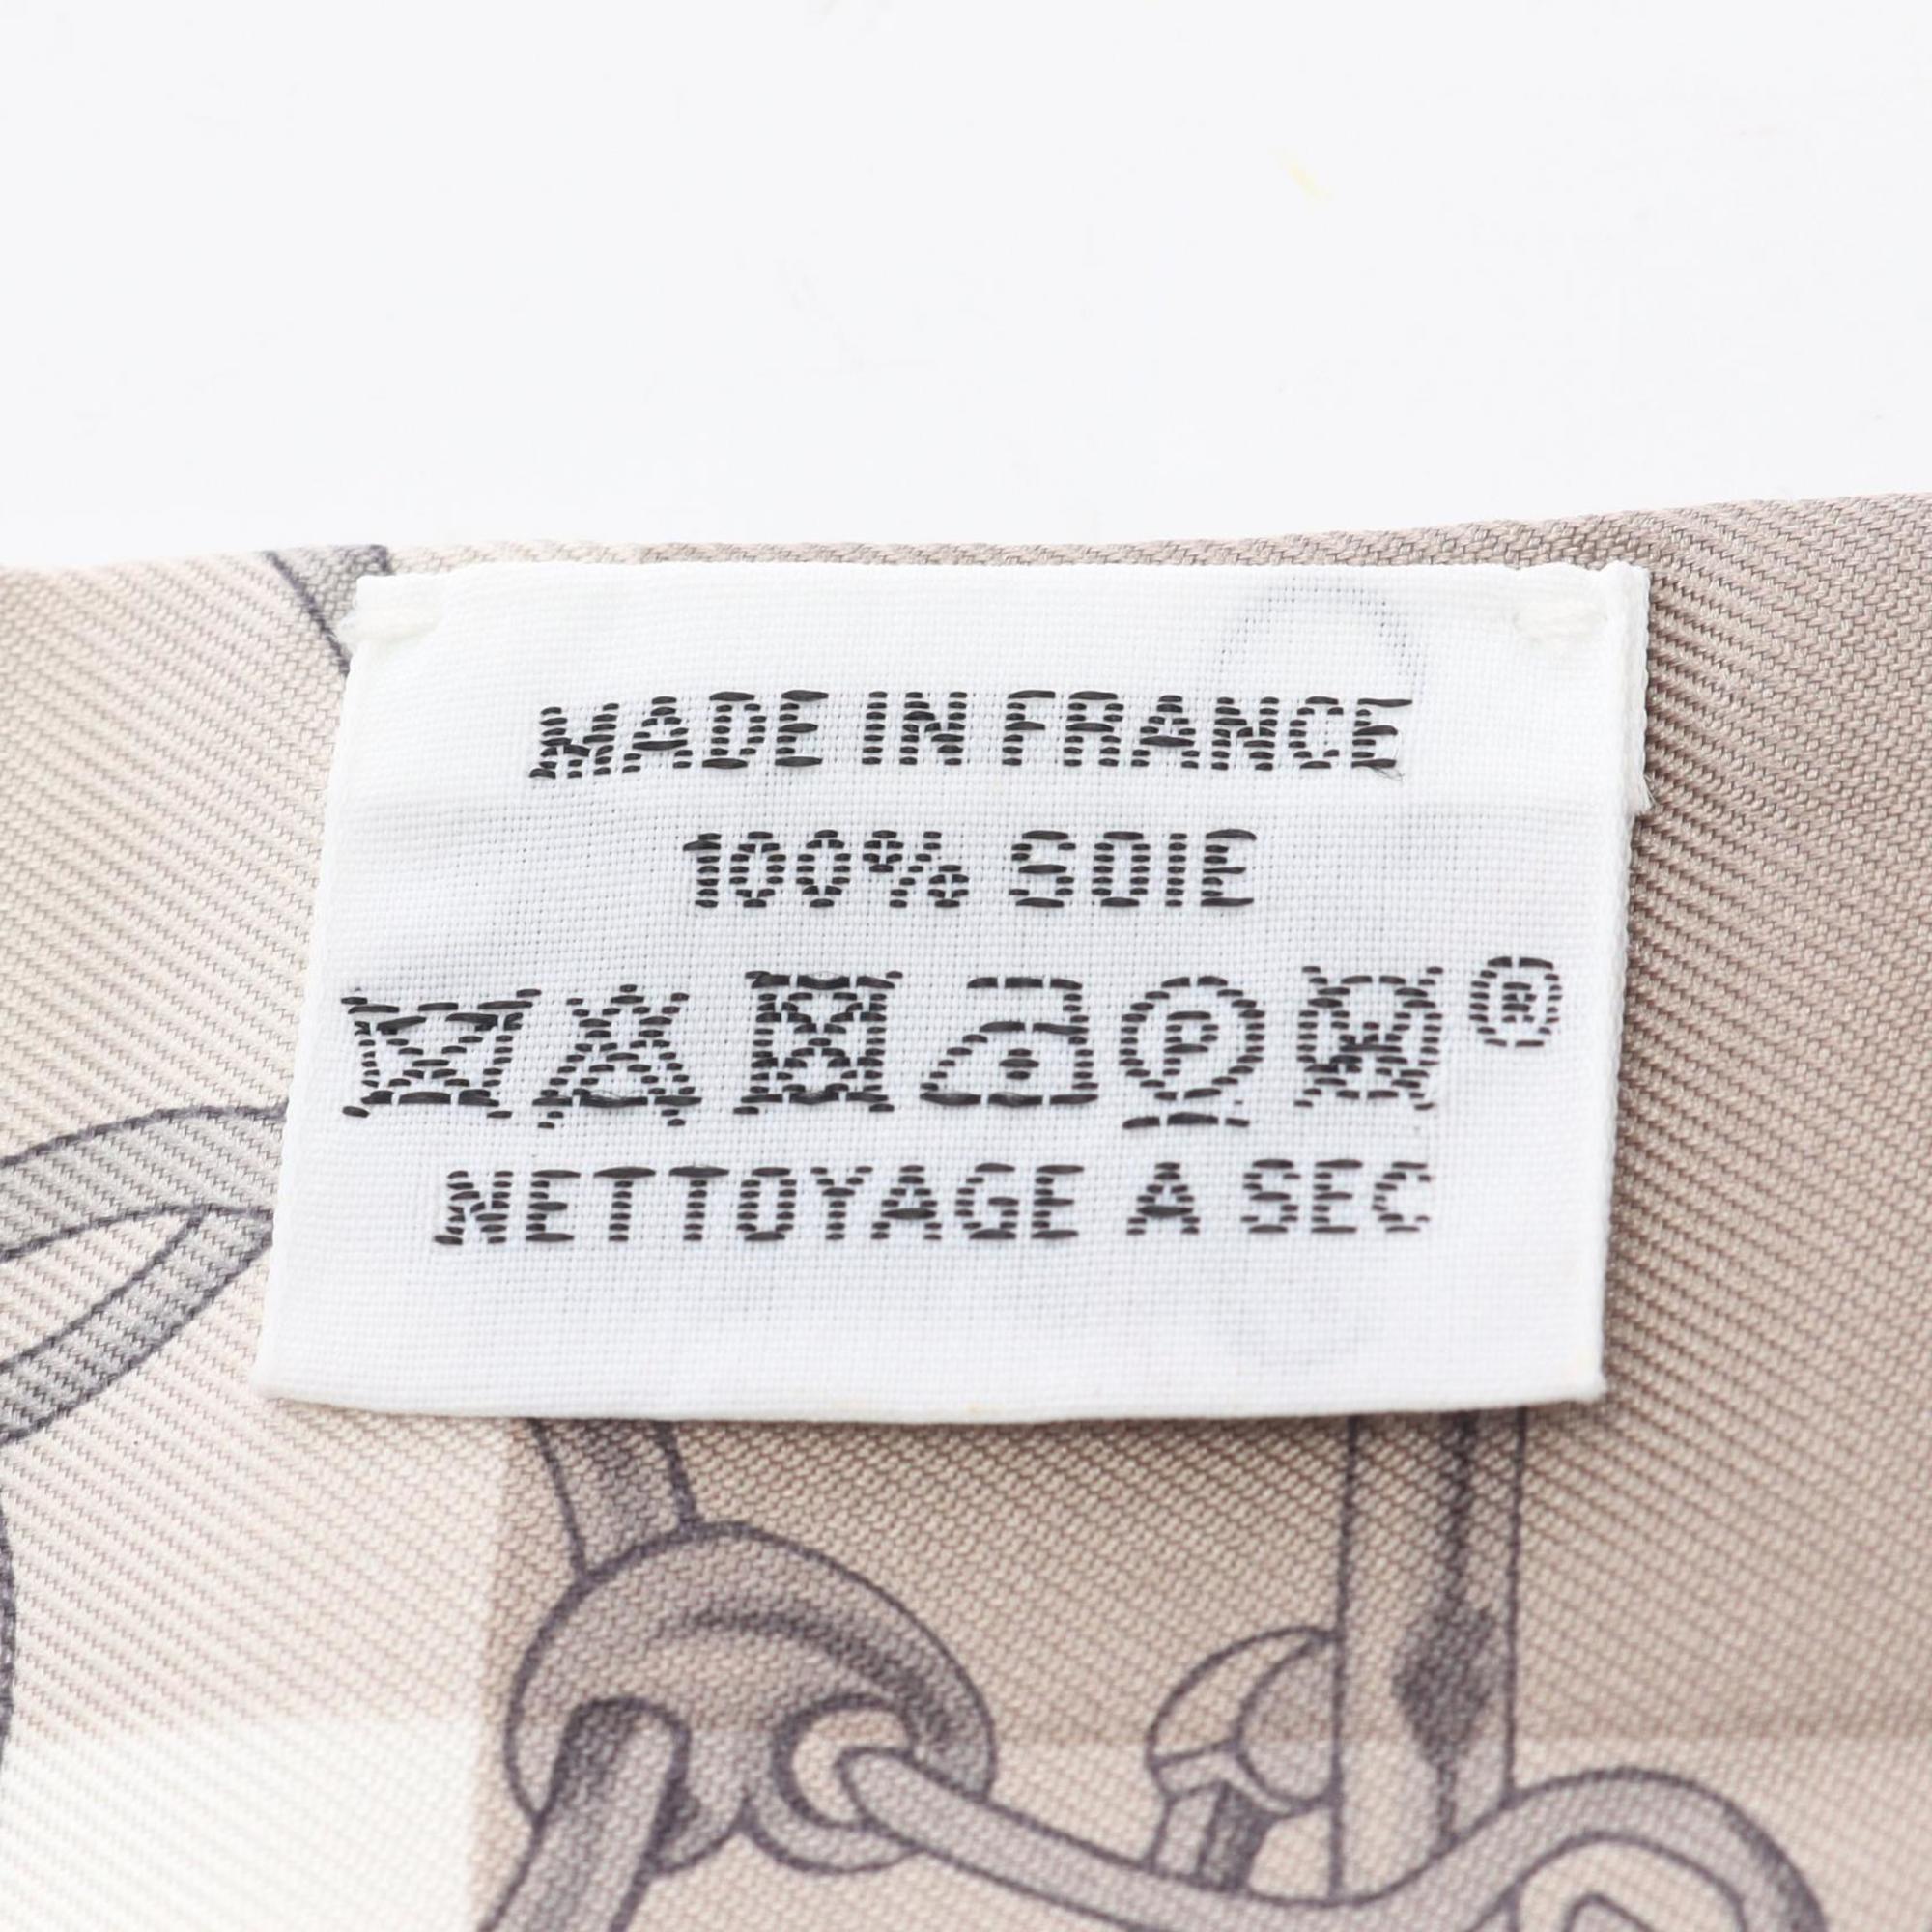 MADE IN FRANCE
100% SOIE
P W ®
NETTOYAGE A SEC